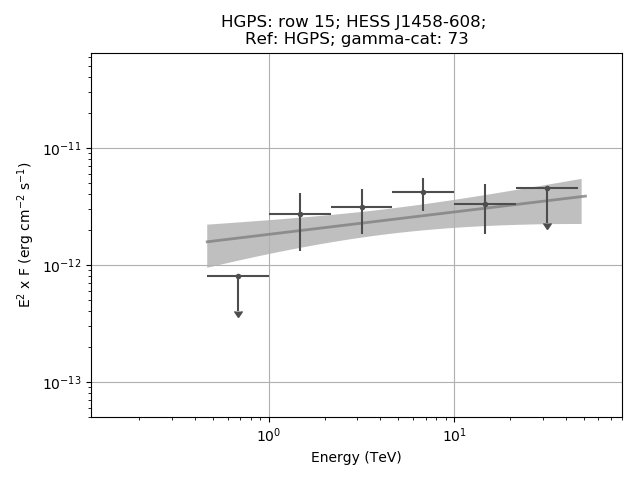 HGPS: row 15; HESS J1458-608;
Ref: HGPS; gamma-cat: 73
E² x F (erg cm⁻² s⁻¹)
10⁻¹¹
10⁻¹²
10⁻¹³
10⁰ 10¹
Energy (TeV)